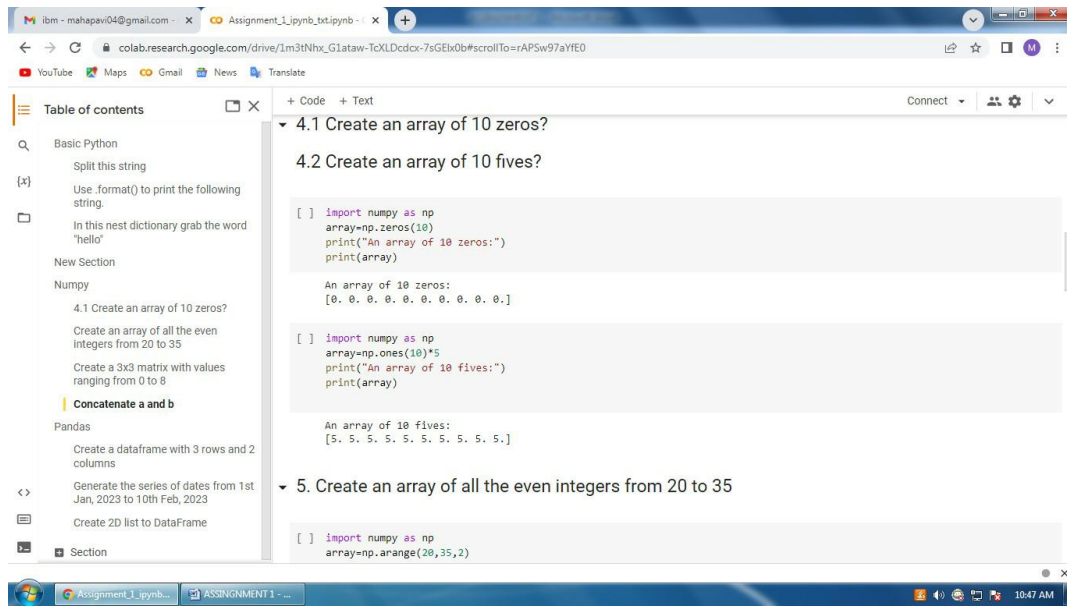 ibm - mahapavi04@gmail.com -
Assignment_1_ipynb_txt.ipynb -
colab.research.google.com/drive/1m3tNhx_G1ataw-TcXLDcdcx-7sGElx0b#scrollTo=rAPSw97aYfE0
M
YouTube Maps Gmail News Translate
Table of contents
Basic Python
Split this string
Use .format() to print the following
string.
In this nest dictionary grab the word
"hello"
New Section
Numpy
4.1 Create an array of 10 zeros?
Create an array of all the even
integers from 20 to 35
Create a 3x3 matrix with values
ranging from 0 to 8
Concatenate a and b
Pandas
Create a dataframe with 3 rows and 2
columns
Generate the series of dates from 1st
Jan, 2023 to 10th Feb, 2023
Create 2D list to DataFrame
Section
+ Code + Text
Connect
4.1 Create an array of 10 zeros?
4.2 Create an array of 10 fives?
[ ] import numpy as np
array=np.zeros(10)
print("An array of 10 zeros:")
print(array)
An array of 10 zeros:
[0. 0. 0. 0. 0. 0. 0. 0. 0. 0.]
[ ] import numpy as np
array=np.ones(10)*5
print("An array of 10 fives:")
print(array)
An array of 10 fives:
[5. 5. 5. 5. 5. 5. 5. 5. 5. 5.]
5. Create an array of all the even integers from 20 to 35
[ ] import numpy as np
array=np.arange(20,35,2)
Assignment_1_ipynb...
ASSINGNMENT 1 - ...
10:47 AM